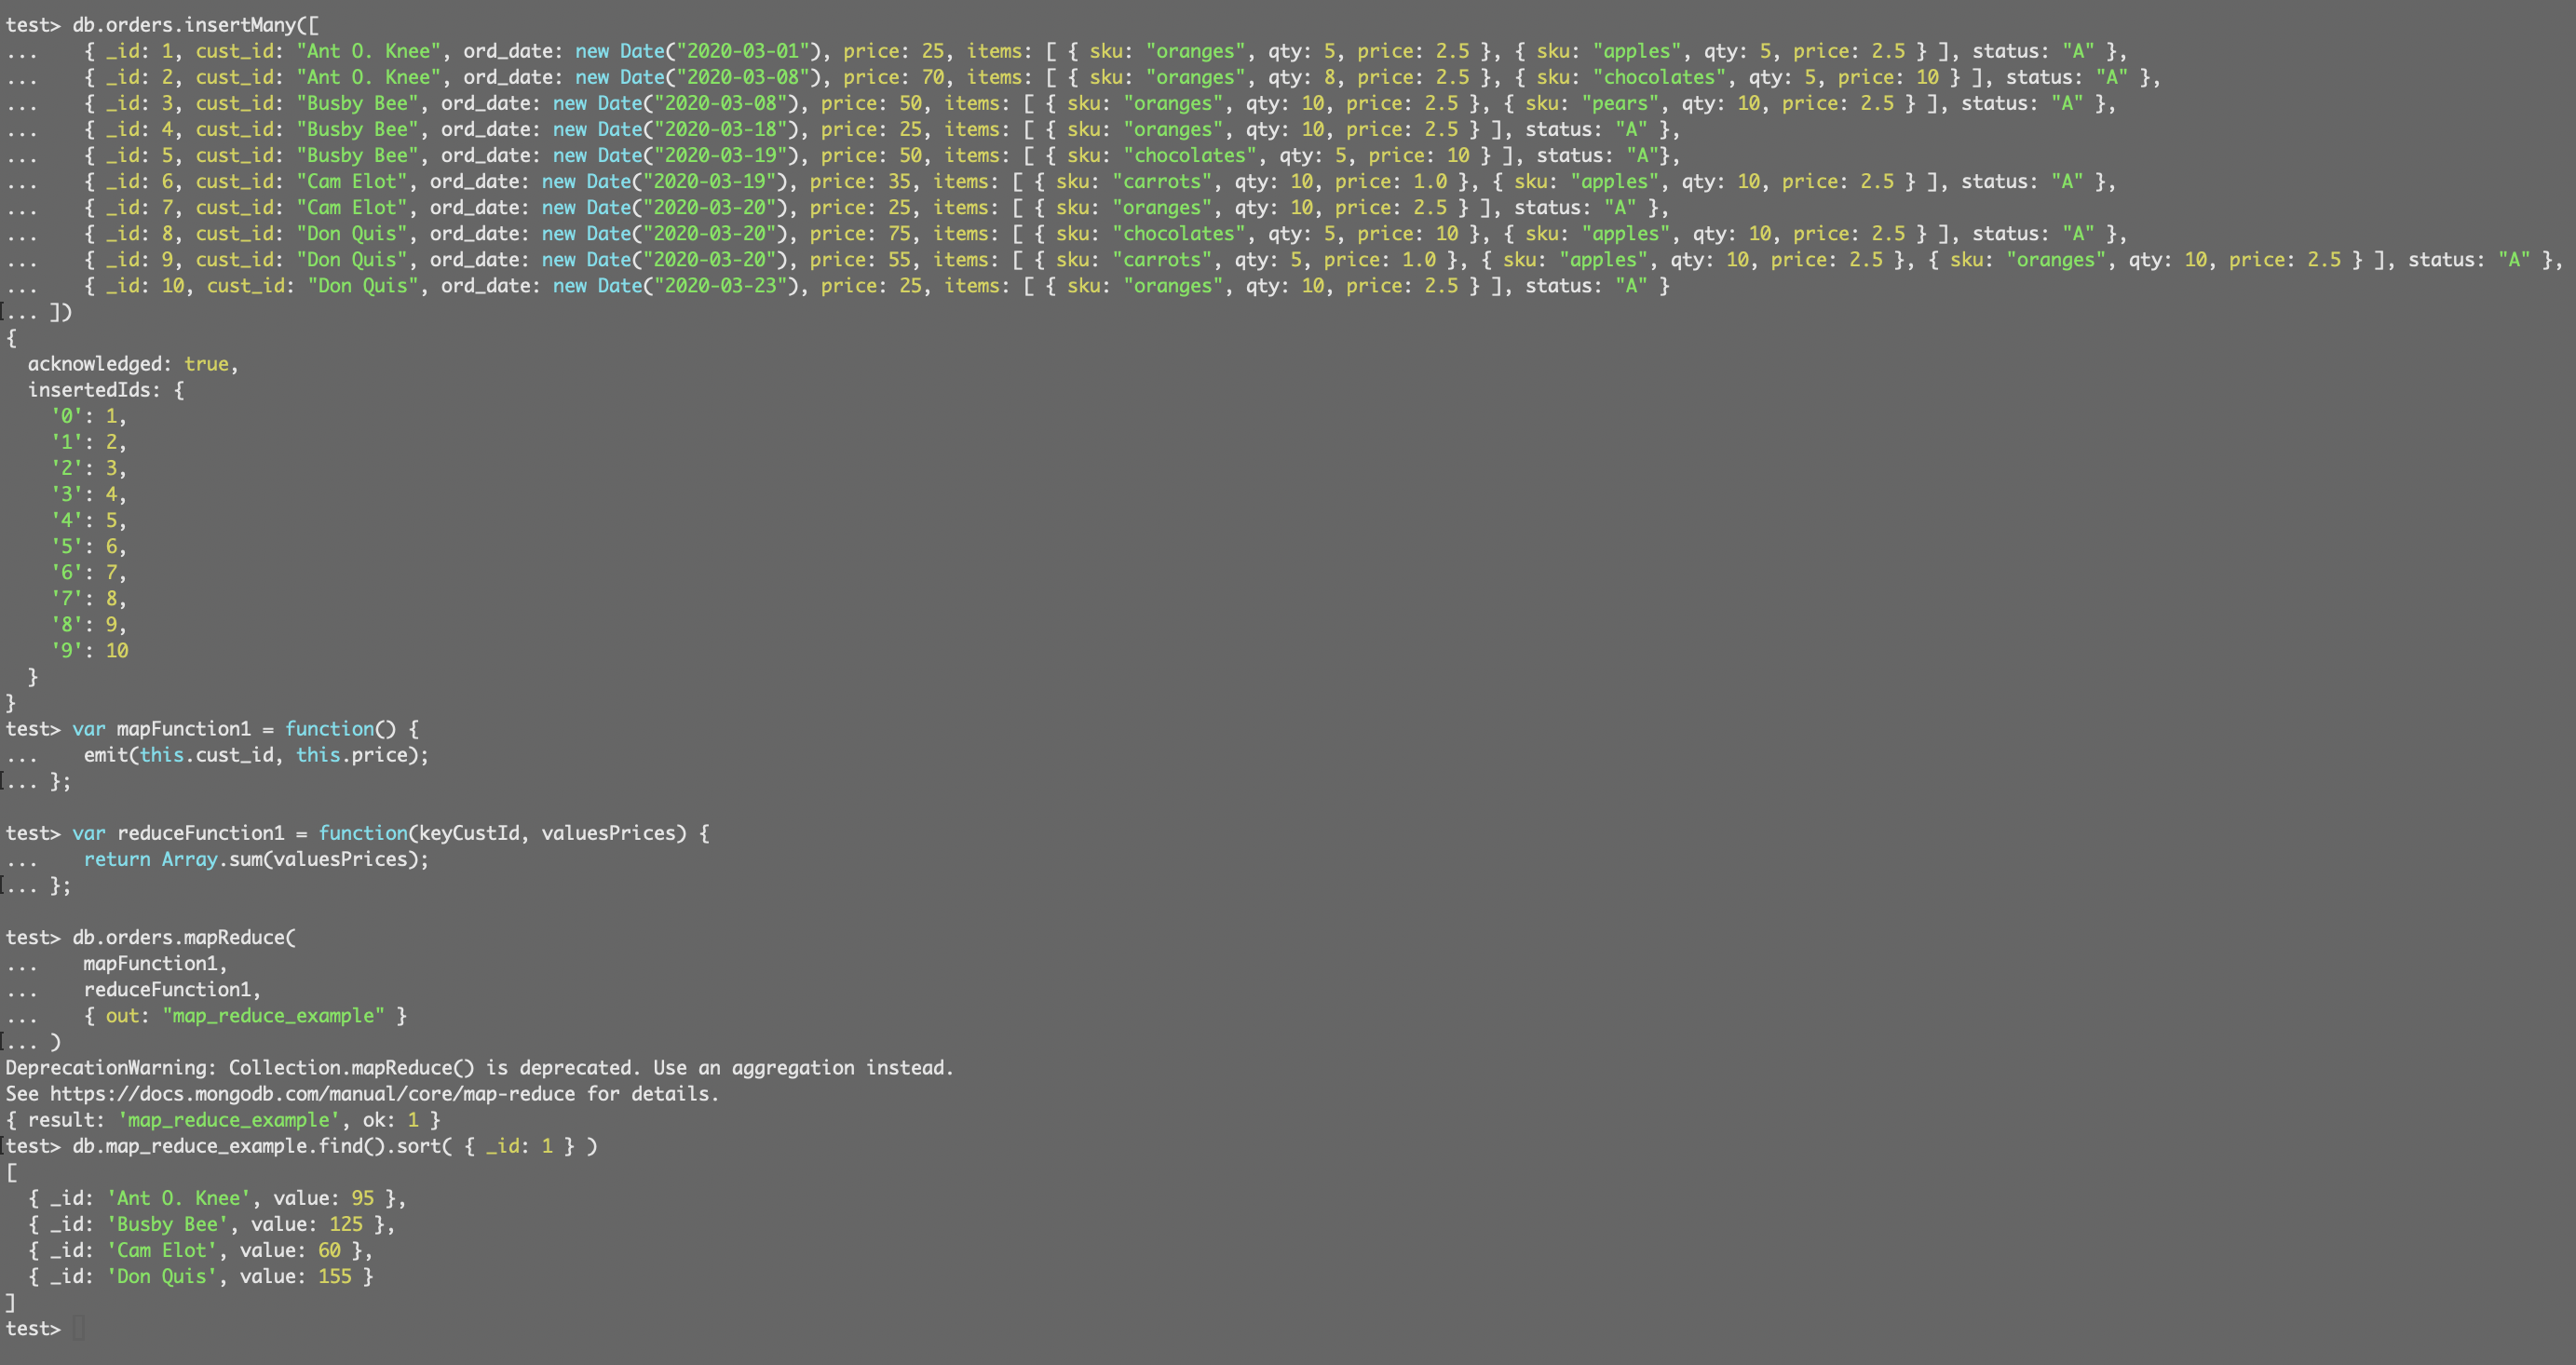 test> db.orders.insertMany([
...    { _id: 1, cust_id: "Ant O. Knee", ord_date: new Date("2020-03-01"), price: 25, items: [ { sku: "oranges", qty: 5, price: 2.5 }, { sku: "apples", qty: 5, price: 2.5 } ], status: "A" },
...    { _id: 2, cust_id: "Ant O. Knee", ord_date: new Date("2020-03-08"), price: 70, items: [ { sku: "oranges", qty: 8, price: 2.5 }, { sku: "chocolates", qty: 5, price: 10 } ], status: "A" },
...    { _id: 3, cust_id: "Busby Bee", ord_date: new Date("2020-03-08"), price: 50, items: [ { sku: "oranges", qty: 10, price: 2.5 }, { sku: "pears", qty: 10, price: 2.5 } ], status: "A" },
...    { _id: 4, cust_id: "Busby Bee", ord_date: new Date("2020-03-18"), price: 25, items: [ { sku: "oranges", qty: 10, price: 2.5 } ], status: "A" },
...    { _id: 5, cust_id: "Busby Bee", ord_date: new Date("2020-03-19"), price: 50, items: [ { sku: "chocolates", qty: 5, price: 10 } ], status: "A"},
...    { _id: 6, cust_id: "Cam Elot", ord_date: new Date("2020-03-19"), price: 35, items: [ { sku: "carrots", qty: 10, price: 1.0 }, { sku: "apples", qty: 10, price: 2.5 } ], status: "A" },
...    { _id: 7, cust_id: "Cam Elot", ord_date: new Date("2020-03-20"), price: 25, items: [ { sku: "oranges", qty: 10, price: 2.5 } ], status: "A" },
...    { _id: 8, cust_id: "Don Quis", ord_date: new Date("2020-03-20"), price: 75, items: [ { sku: "chocolates", qty: 5, price: 10 }, { sku: "apples", qty: 10, price: 2.5 } ], status: "A" },
...    { _id: 9, cust_id: "Don Quis", ord_date: new Date("2020-03-20"), price: 55, items: [ { sku: "carrots", qty: 5, price: 1.0 }, { sku: "apples", qty: 10, price: 2.5 }, { sku: "oranges", qty: 10, price: 2.5 } ], status: "A" },
...    { _id: 10, cust_id: "Don Quis", ord_date: new Date("2020-03-23"), price: 25, items: [ { sku: "oranges", qty: 10, price: 2.5 } ], status: "A" }
[... ])
{
  acknowledged: true,
  insertedIds: {
    '0': 1,
    '1': 2,
    '2': 3,
    '3': 4,
    '4': 5,
    '5': 6,
    '6': 7,
    '7': 8,
    '8': 9,
    '9': 10
  }
}
test> var mapFunction1 = function() {
...    emit(this.cust_id, this.price);
[... };
test> var reduceFunction1 = function(keyCustId, valuesPrices) {
...    return Array.sum(valuesPrices);
[... };
test> db.orders.mapReduce(
...    mapFunction1,
...    reduceFunction1,
...    { out: "map_reduce_example" }
[... )
DeprecationWarning: Collection.mapReduce() is deprecated. Use an aggregation instead.
See https://docs.mongodb.com/manual/core/map-reduce for details.
{ result: 'map_reduce_example', ok: 1 }
[test> db.map_reduce_example.find().sort( { _id: 1 } )
[
  { _id: 'Ant O. Knee', value: 95 },
  { _id: 'Busby Bee', value: 125 },
  { _id: 'Cam Elot', value: 60 },
  { _id: 'Don Quis', value: 155 }
]
test>